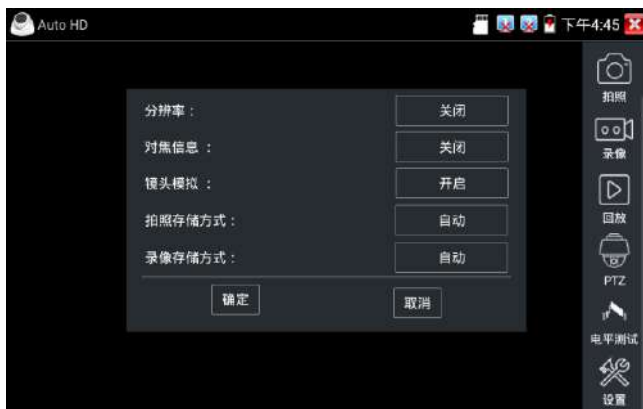 Auto HD
下午4:45
分辨率： 关闭
对焦信息 ： 关闭
镜头模拟 ： 开启
拍照存储方式： 自动
录像存储方式： 自动
确定 取消
拍照
录像
回放
PTZ
电平测试
设置